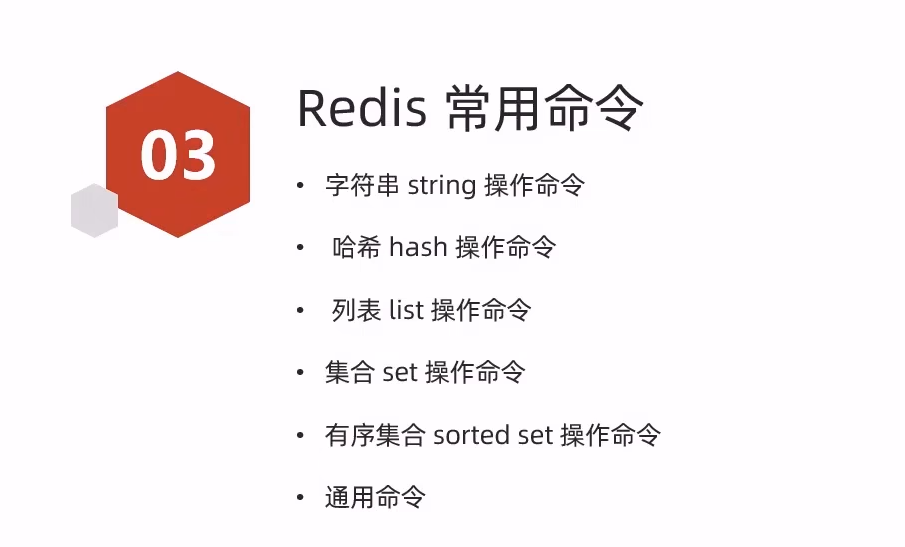 03
Redis 常用命令
• 字符串 string 操作命令
• 哈希 hash 操作命令
• 列表 list 操作命令
• 集合 set 操作命令
• 有序集合 sorted set 操作命令
• 通用命令